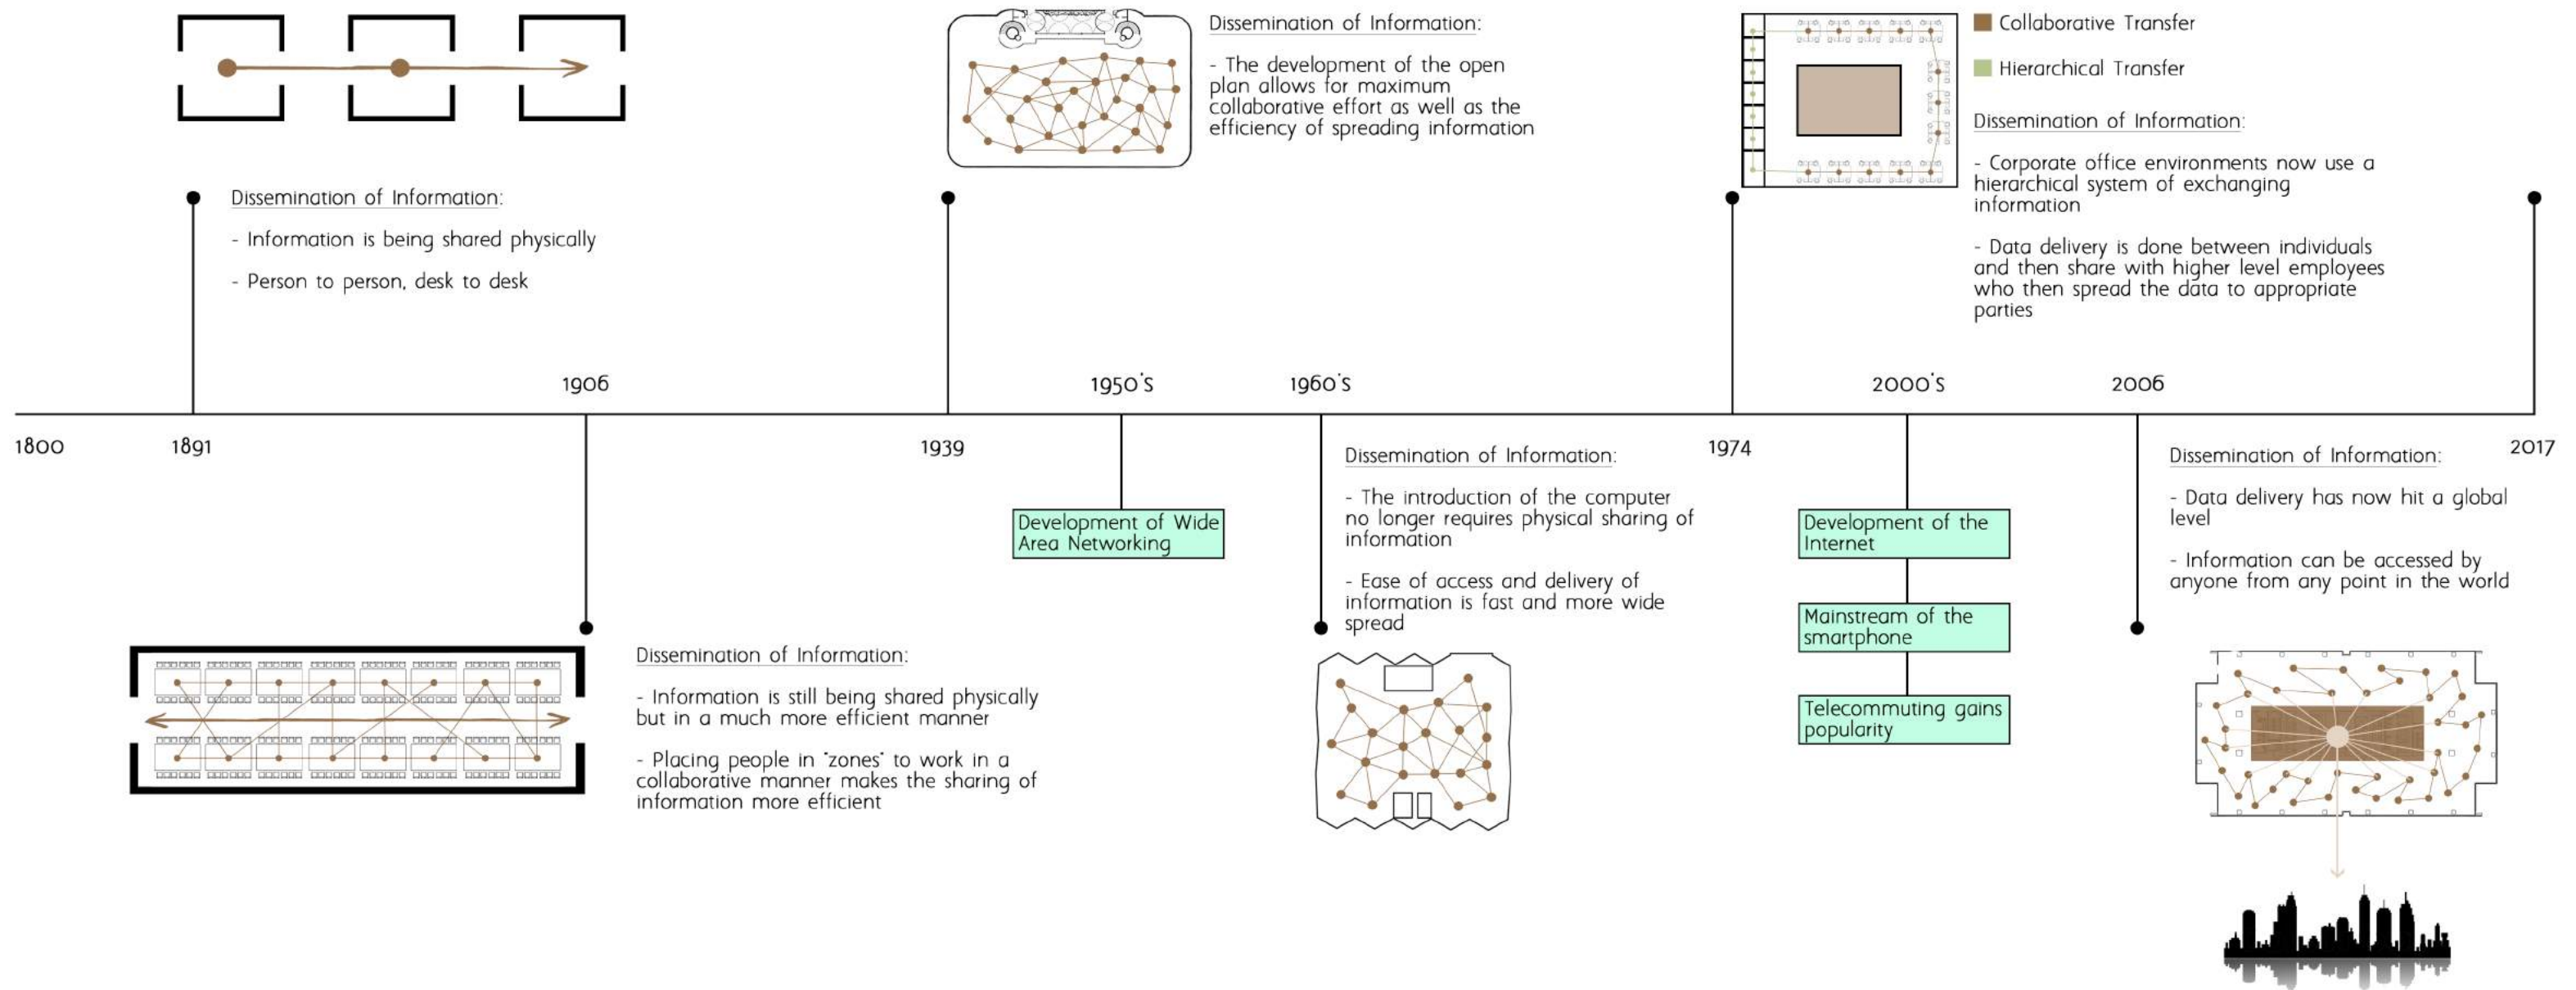 Dissemination of Information:
- Information is being shared physically
- Person to person, desk to desk
Dissemination of Information:
- The development of the open
plan allows for maximum
collaborative effort as well as the
efficiency of spreading information
Collaborative Transfer
Hierarchical Transfer
Dissemination of Information:
- Corporate office environments now use a
hierarchical system of exchanging
information
- Data delivery is done between individuals
and then share with higher level employees
who then spread the data to appropriate
parties
1906
1950's
1960's
2000's
2006
1800
1891
1939
1974
2017
Development of Wide
Area Networking
Dissemination of Information:
- The introduction of the computer
no longer requires physical sharing of
information
- Ease of access and delivery of
information is fast and more wide
spread
Development of the
Internet
Mainstream of the
smartphone
Telecommuting gains
popularity
Dissemination of Information:
- Data delivery has now hit a global
level
- Information can be accessed by
anyone from any point in the world
Dissemination of Information:
- Information is still being shared physically
but in a much more efficient manner
- Placing people in "zones" to work in a
collaborative manner makes the sharing of
information more efficient